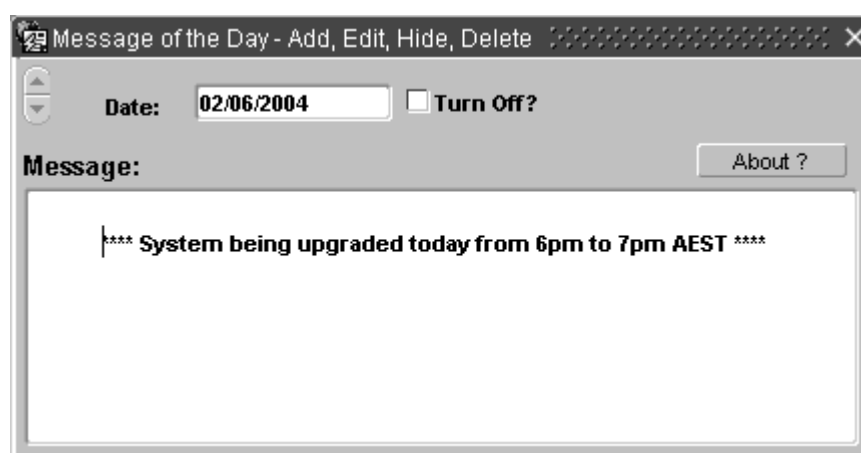 Message of the Day - Add, Edit, Hide, Delete
Date: 02/06/2004 Turn Off?
Message: About ?
**** System being upgraded today from 6pm to 7pm AEST ****